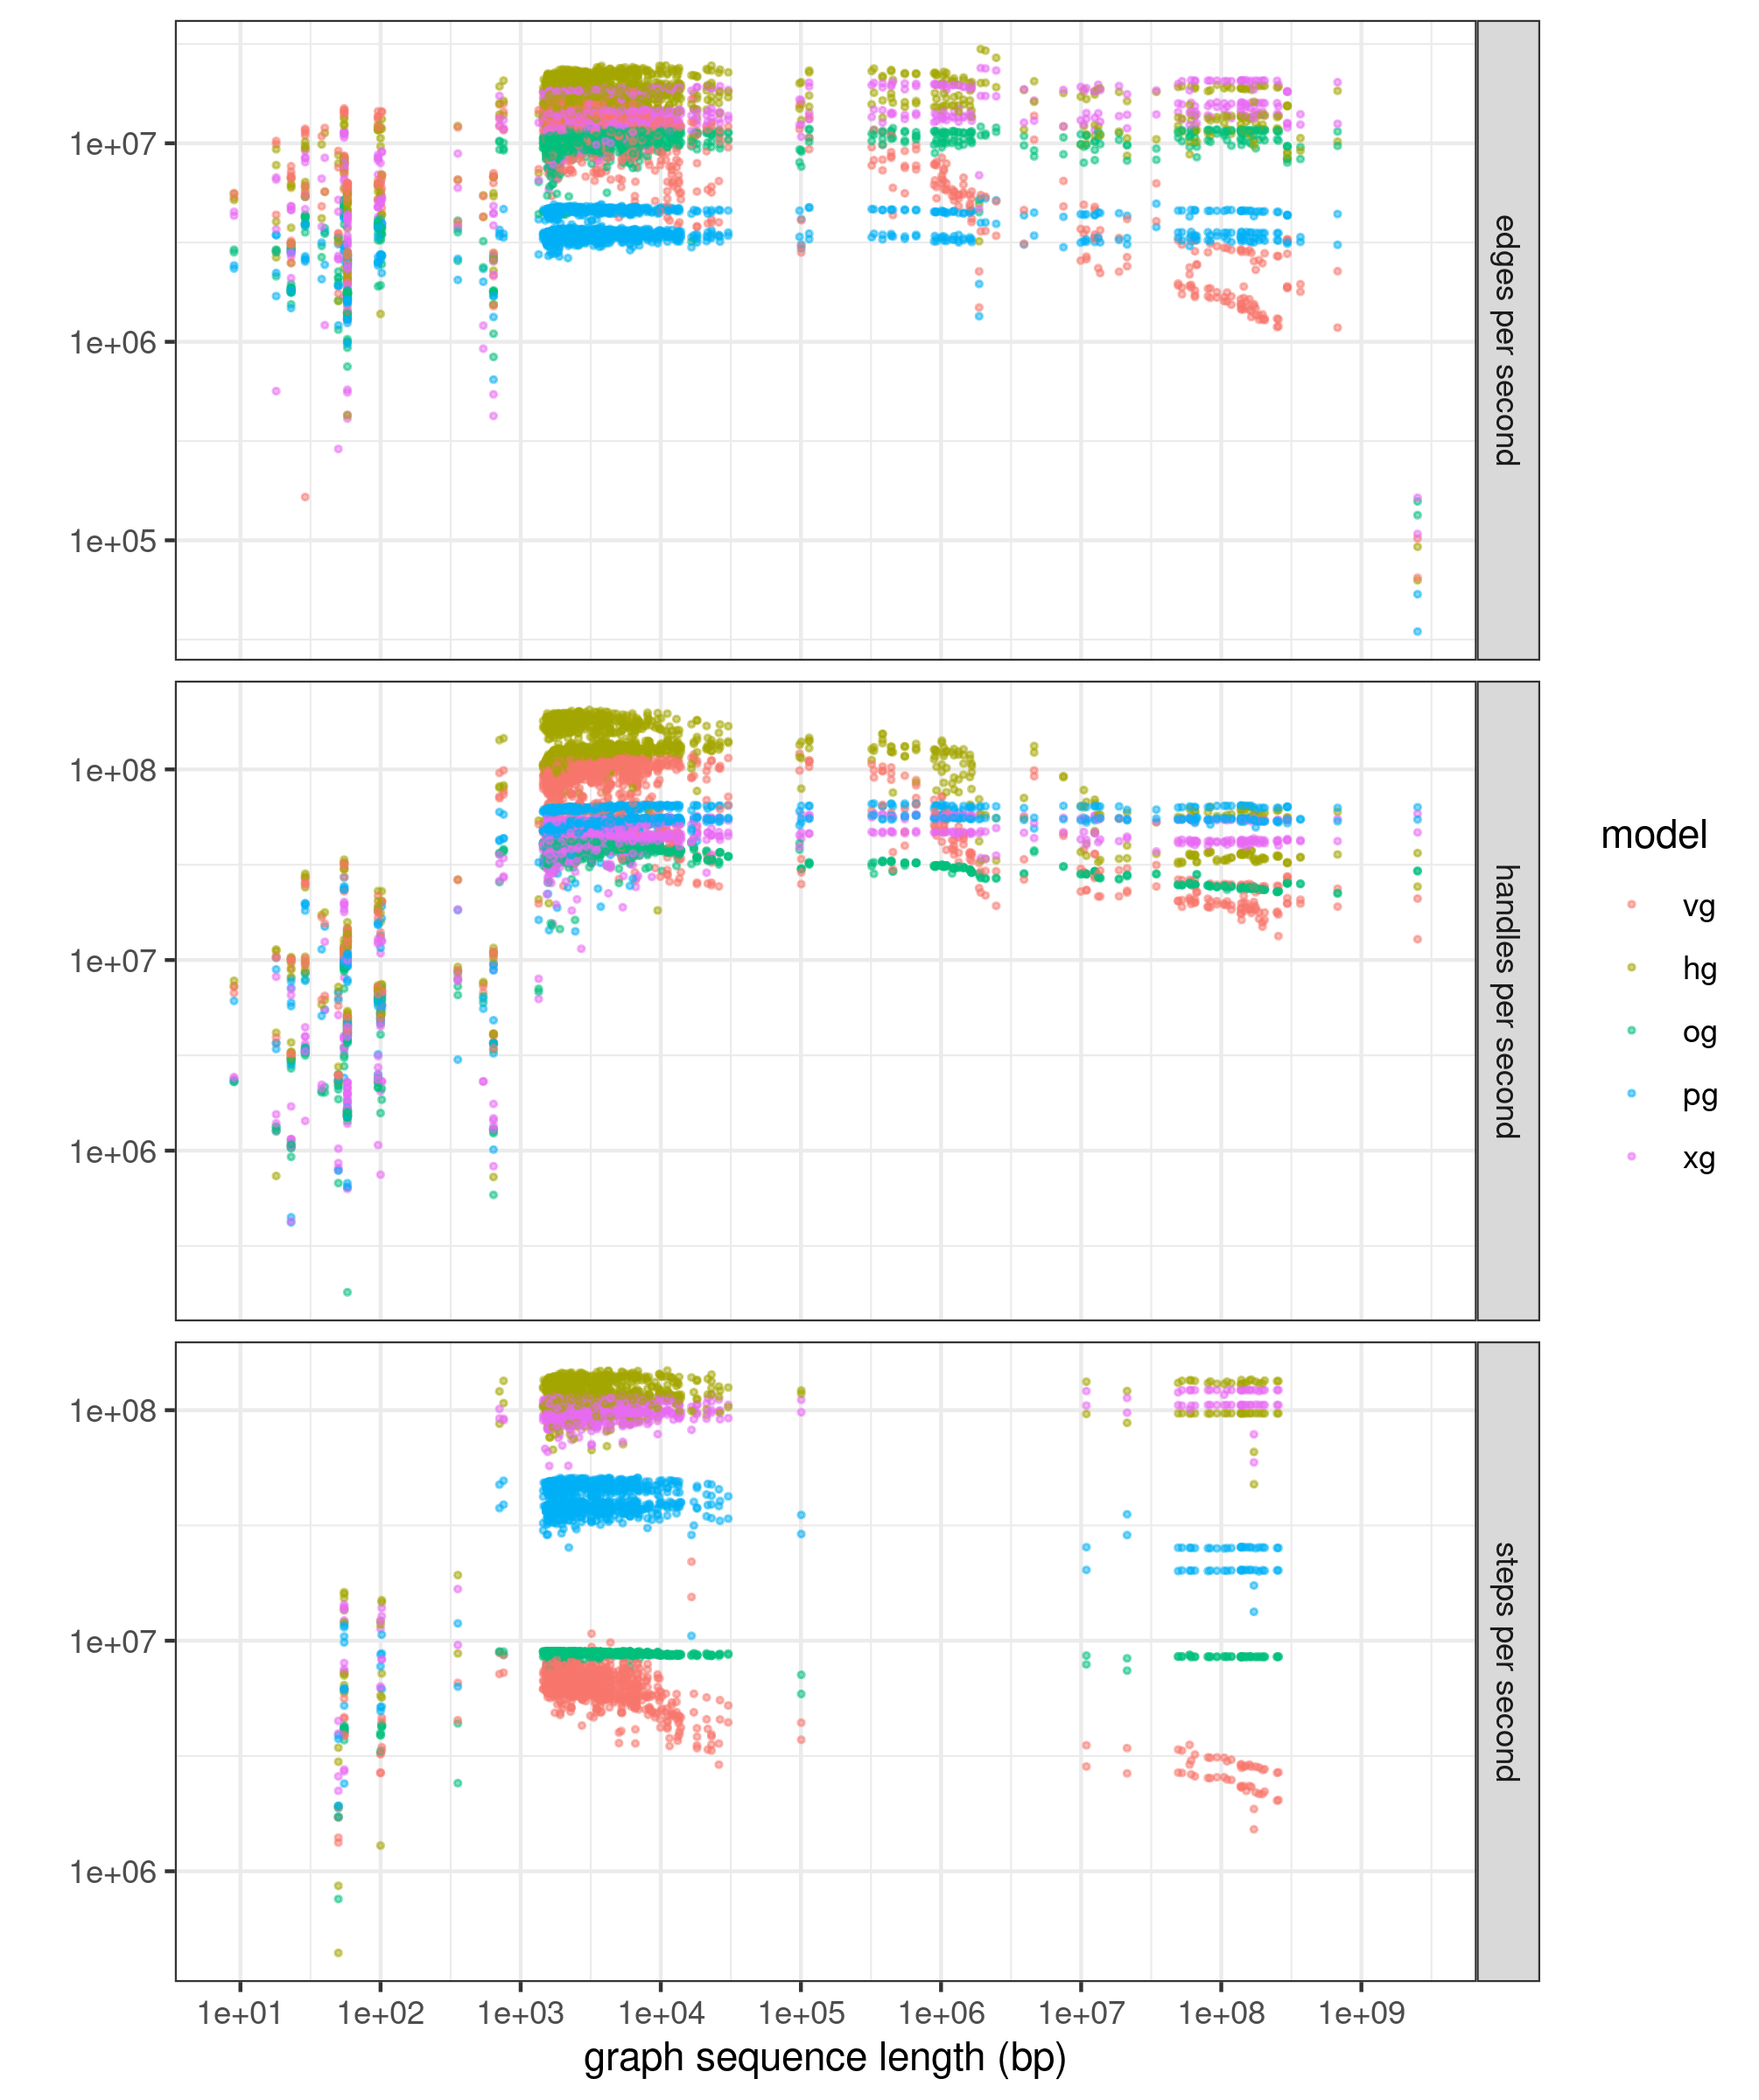 1e+07
1e+06
1e+05
edges per second
1e+08
1e+07
1e+06
handles per second
1e+08
1e+07
1e+06
steps per second
1e+01 1e+02 1e+03 1e+04 1e+05 1e+06 1e+07 1e+08 1e+09
graph sequence length (bp)
model
vg
hg
og
pg
xg